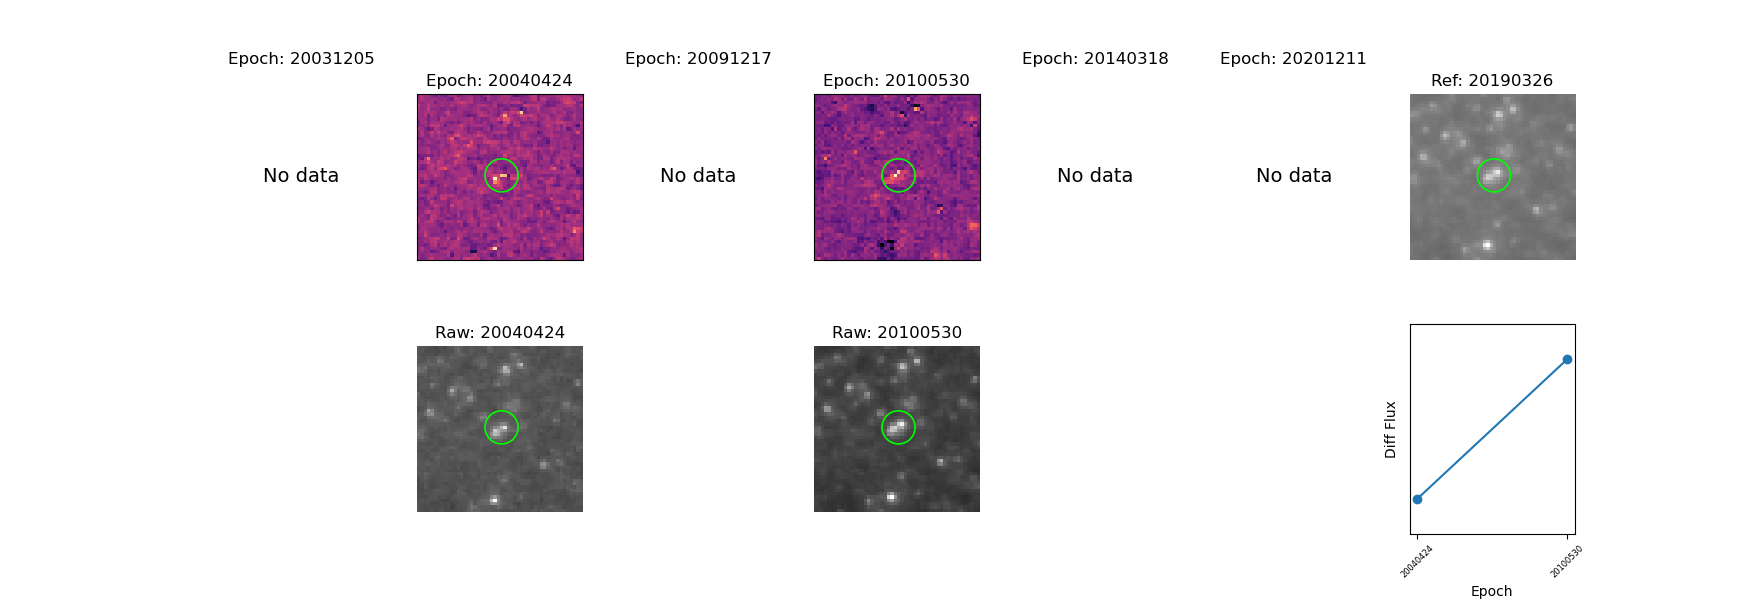 Epoch: 20031205
Epoch: 20040424
Epoch: 20091217
Epoch: 20100530
Epoch: 20140318
Epoch: 20201211
Ref: 20190326
No data
No data
No data
No data
Raw: 20040424
Raw: 20100530
Diff Flux
20040424
20100530
Epoch